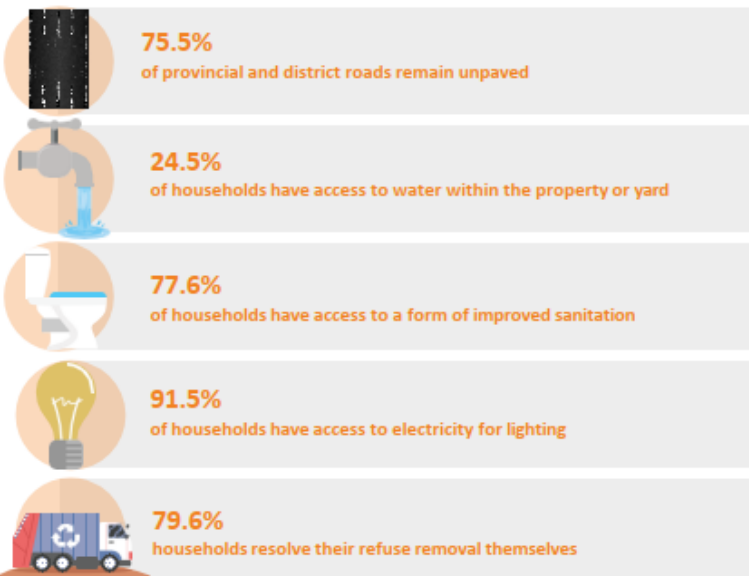 75.5%
of provincial and district roads remain unpaved
24.5%
of households have access to water within the property or yard
77.6%
of households have access to a form of improved sanitation
91.5%
of households have access to electricity for lighting
79.6%
households resolve their refuse removal themselves